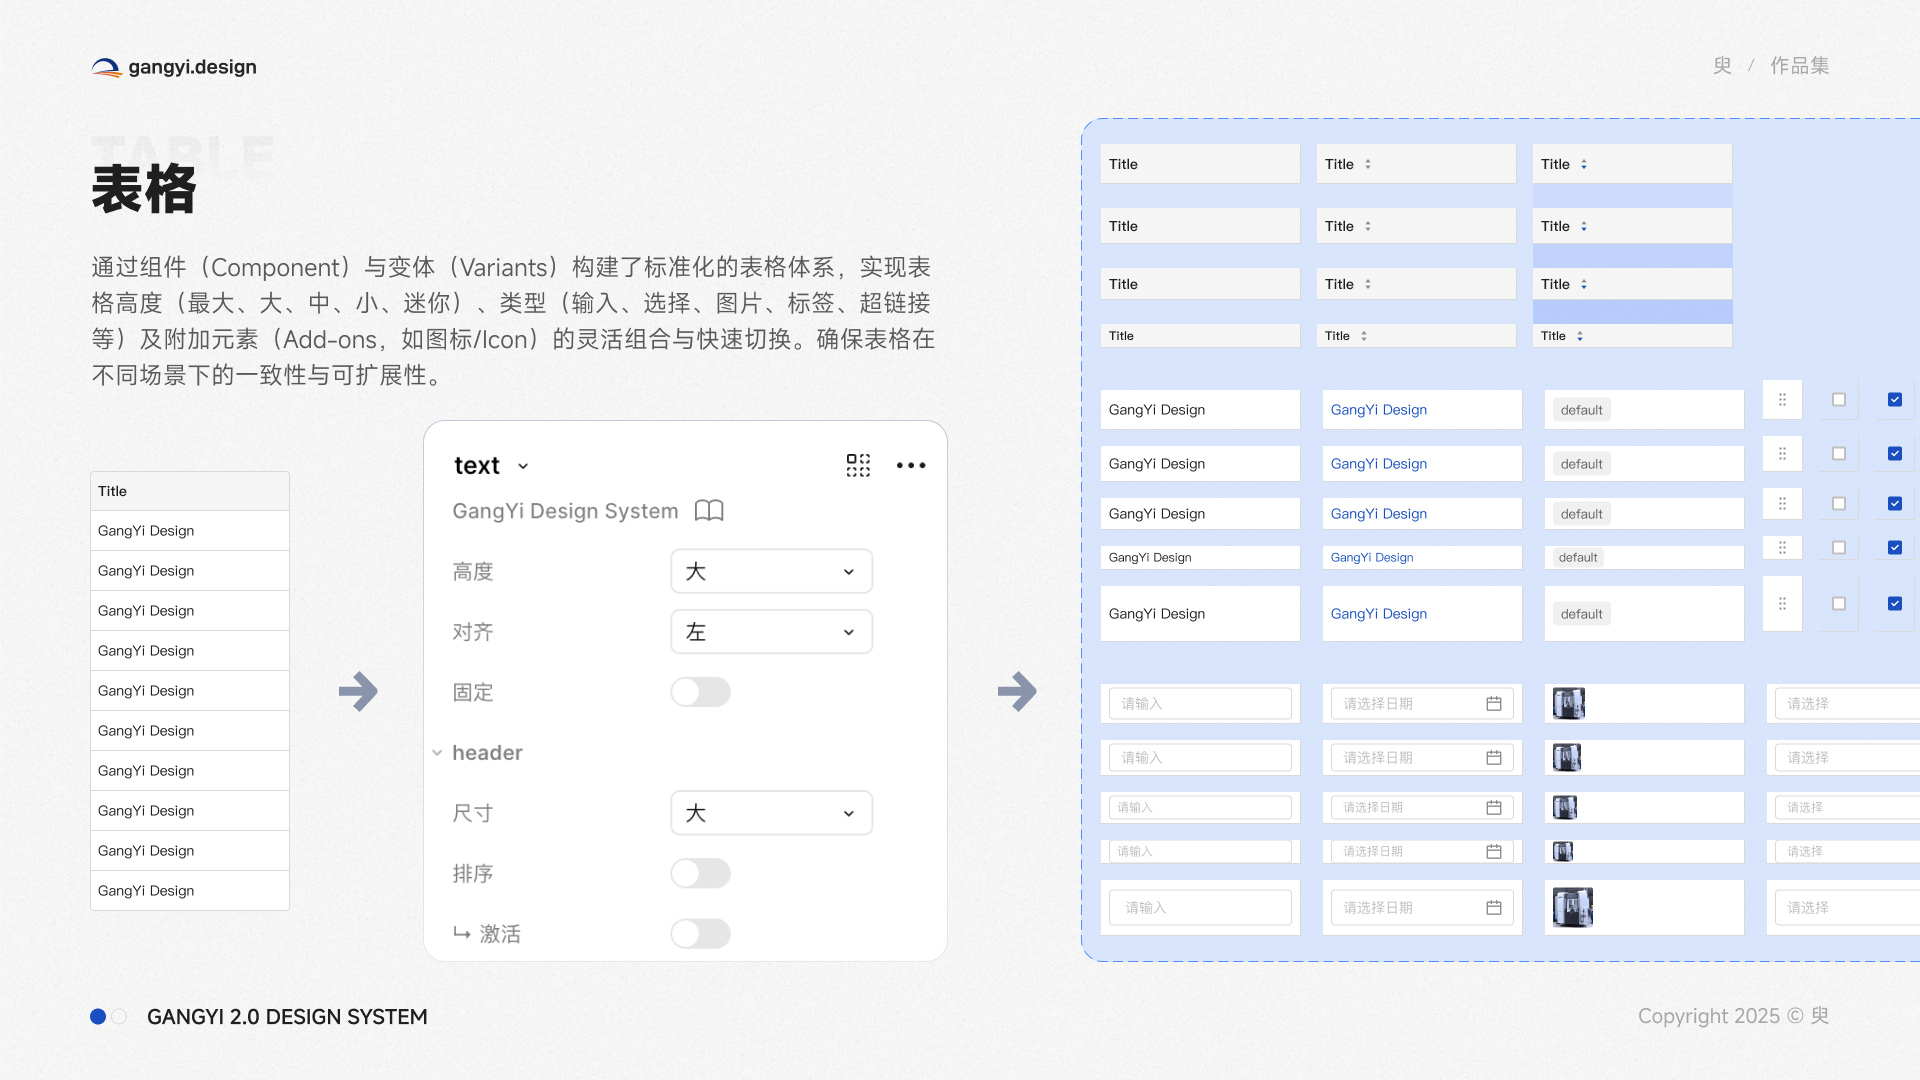 gangyi.design
臾 / 作品集
TABLE
表格
通过组件（Component）与变体（Variants）构建了标准化的表格体系，实现表
格高度（最大、大、中、小、迷你）、类型（输入、选择、图片、标签、超链接
等）及附加元素（Add-ons，如图标/Icon）的灵活组合与快速切换。确保表格在
不同场景下的一致性与可扩展性。
Title
GangYi Design
GangYi Design
GangYi Design
GangYi Design
GangYi Design
GangYi Design
GangYi Design
GangYi Design
GangYi Design
GangYi Design
text
GangYi Design System
高度 大
对齐 左
固定
header
尺寸 大
排序
激活
Title Title Title
Title Title Title
Title Title Title
Title Title Title
GangYi Design GangYi Design default
GangYi Design GangYi Design default
GangYi Design GangYi Design default
GangYi Design GangYi Design default
GangYi Design GangYi Design default
请输入 请选择日期 请选择
请输入 请选择日期 请选择
请输入 请选择日期 请选择
请输入 请选择日期 请选择
请输入 请选择日期 请选择
GANGYI 2.0 DESIGN SYSTEM
Copyright 2025 © 臾